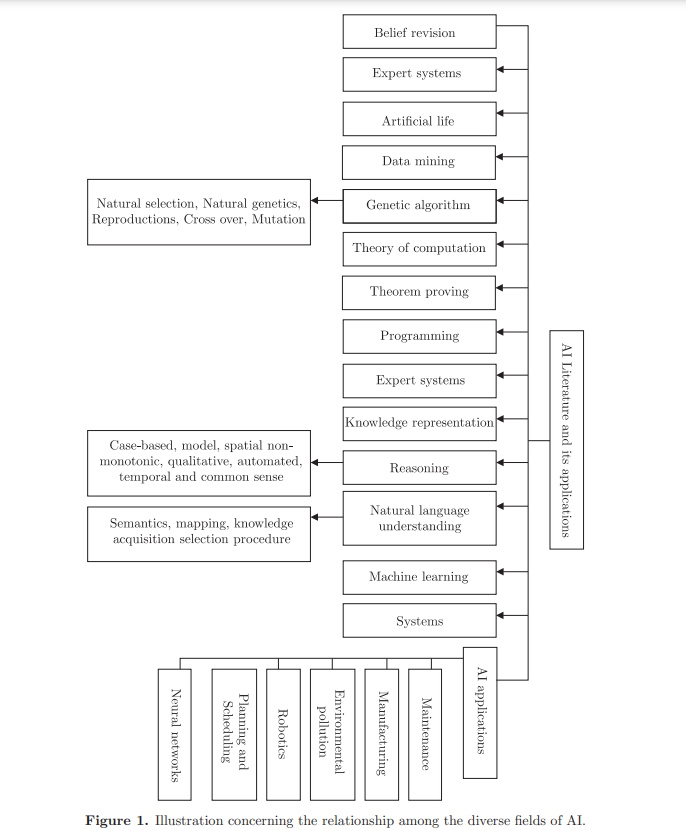 Belief revision
Expert systems
Artificial life
Data mining
Natural selection, Natural genetics,
Reproductions, Cross over, Mutation
Genetic algorithm
Theory of computation
Theorem proving
Programming
Expert systems
Knowledge representation
Case-based, model, spatial non-
monotonic, qualitative, automated,
temporal and common sense
Reasoning
Semantics, mapping, knowledge
acquisition selection procedure
Natural language
understanding
Machine learning
Systems
AI Literature and its applications
Neural networks
Planning and
Scheduling
Robotics
Environmental
pollution
Manufacturing
Maintenance
AI applications
Figure 1. Illustration concerning the relationship among the diverse fields of AI.